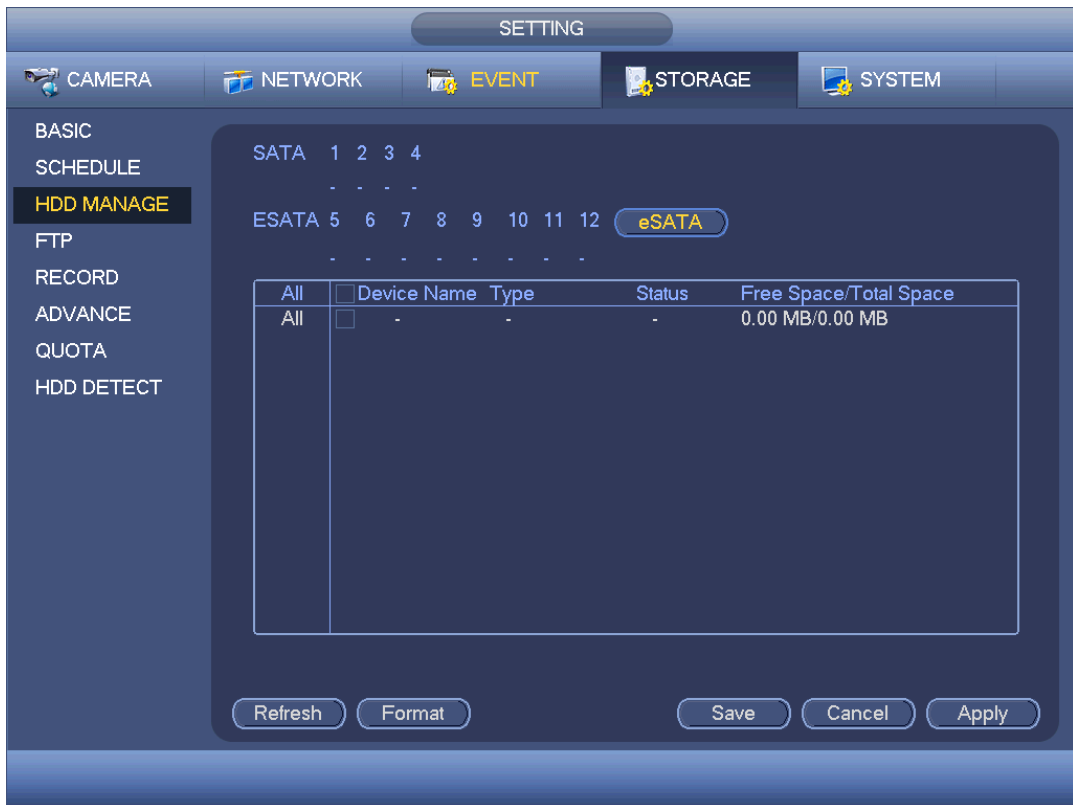 SETTING
CAMERA NETWORK EVENT STORAGE SYSTEM
BASIC
SCHEDULE
HDD MANAGE
FTP
RECORD
ADVANCE
QUOTA
HDD DETECT
SATA 1 2 3 4
- - - -
ESATA 5 6 7 8 9 10 11 12 eSATA
- - - - - - - -
All Device Name Type Status Free Space/Total Space
All - - - 0.00 MB/0.00 MB
Refresh Format Save Cancel Apply